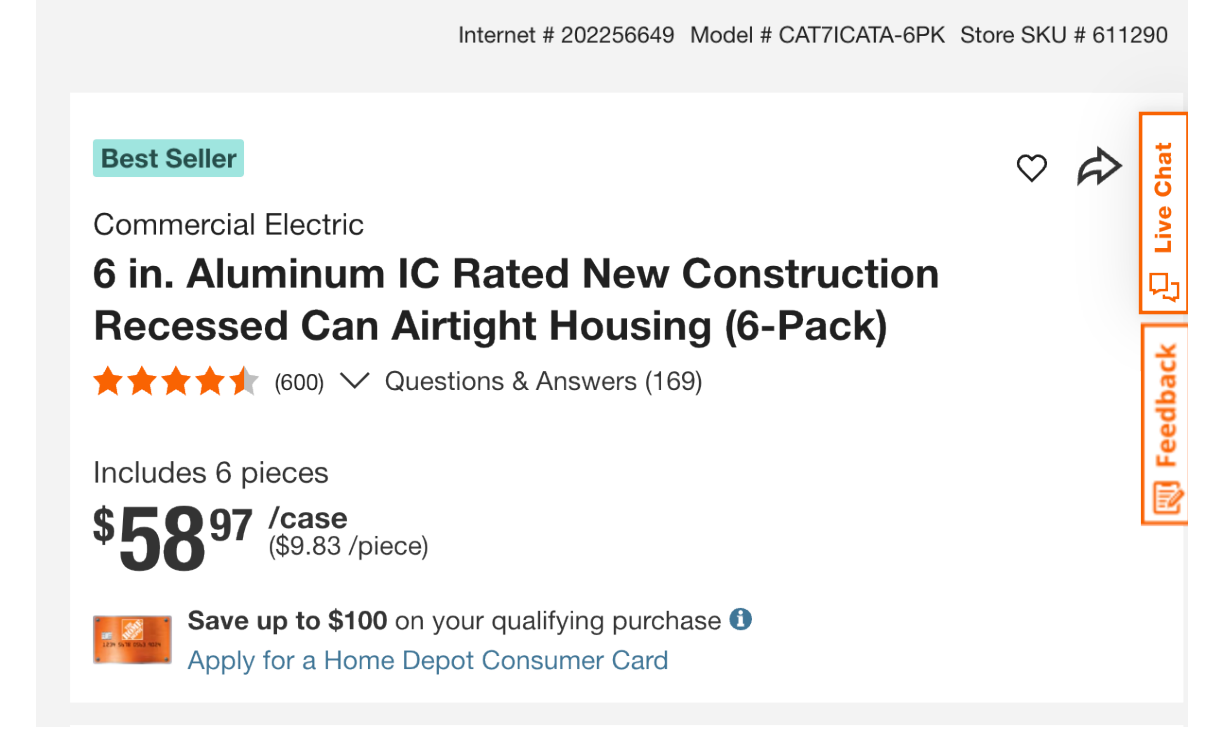 Internet # 202256649 Model # CAT7ICATA-6PK Store SKU # 611290
Best Seller
Live Chat
Commercial Electric
6 in. Aluminum IC Rated New Construction
Recessed Can Airtight Housing (6-Pack)
(600) Questions & Answers (169)
Feedback
Includes 6 pieces
$5897 /case
($9.83 /piece)
Save up to $100 on your qualifying purchase
Apply for a Home Depot Consumer Card